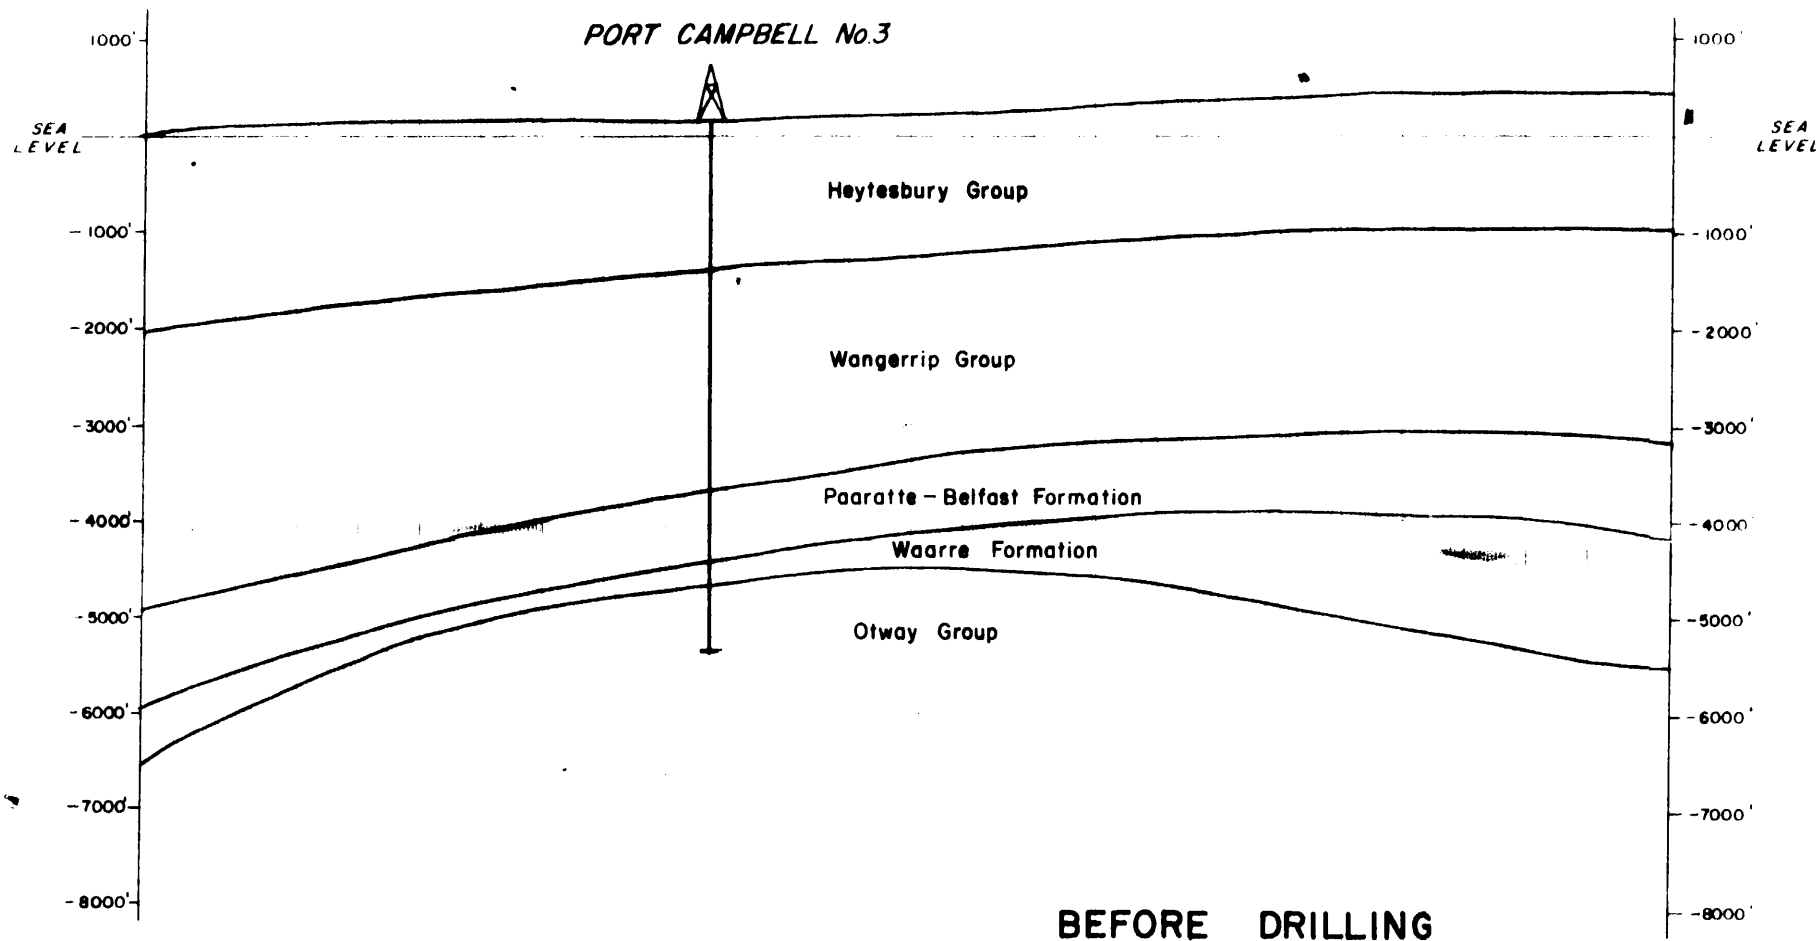 PORT CAMPBELL No.3
1000'
1000'
SEA LEVEL
SEA LEVEL
Heytesbury Group
-1000'
-1000'
-2000'
-2000'
Wangerrip Group
-3000'
-3000'
Paaratte-Belfast Formation
-4000'
-4000'
Waarre Formation
-5000'
-5000'
Otway Group
-6000'
-6000'
-7000'
-7000'
-8000'
-8000'
BEFORE DRILLING